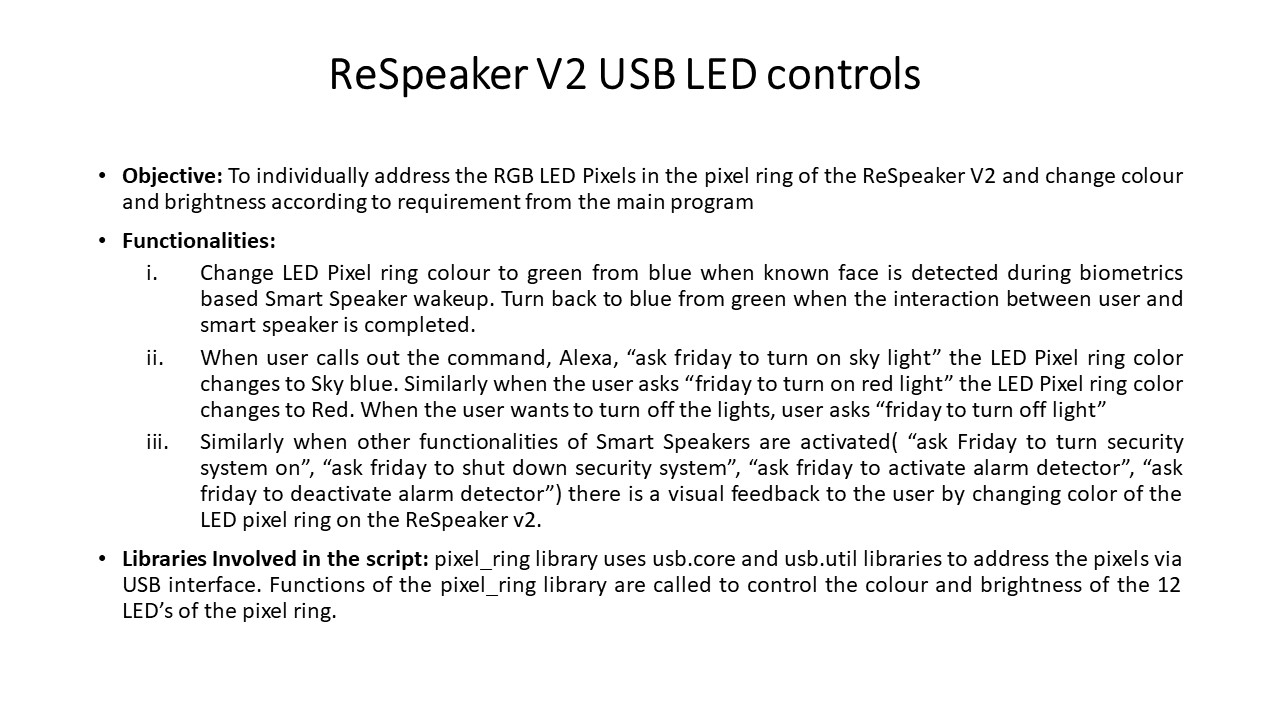 ReSpeaker V2 USB LED controls
• Objective: To individually address the RGB LED Pixels in the pixel ring of the ReSpeaker V2 and change colour
and brightness according to requirement from the main program
• Functionalities:
i. Change LED Pixel ring colour to green from blue when known face is detected during biometrics
based Smart Speaker wakeup. Turn back to blue from green when the interaction between user and
smart speaker is completed.
ii. When user calls out the command, Alexa, “ask friday to turn on sky light” the LED Pixel ring color
changes to Sky blue. Similarly when the user asks “friday to turn on red light” the LED Pixel ring color
changes to Red. When the user wants to turn off the lights, user asks “friday to turn off light”
iii. Similarly when other functionalities of Smart Speakers are activated( “ask Friday to turn security
system on”, “ask friday to shut down security system”, “ask friday to activate alarm detector”, “ask
friday to deactivate alarm detector”) there is a visual feedback to the user by changing color of the
LED pixel ring on the ReSpeaker v2.
• Libraries Involved in the script: pixel_ring library uses usb.core and usb.util libraries to address the pixels via
USB interface. Functions of the pixel_ring library are called to control the colour and brightness of the 12
LED’s of the pixel ring.